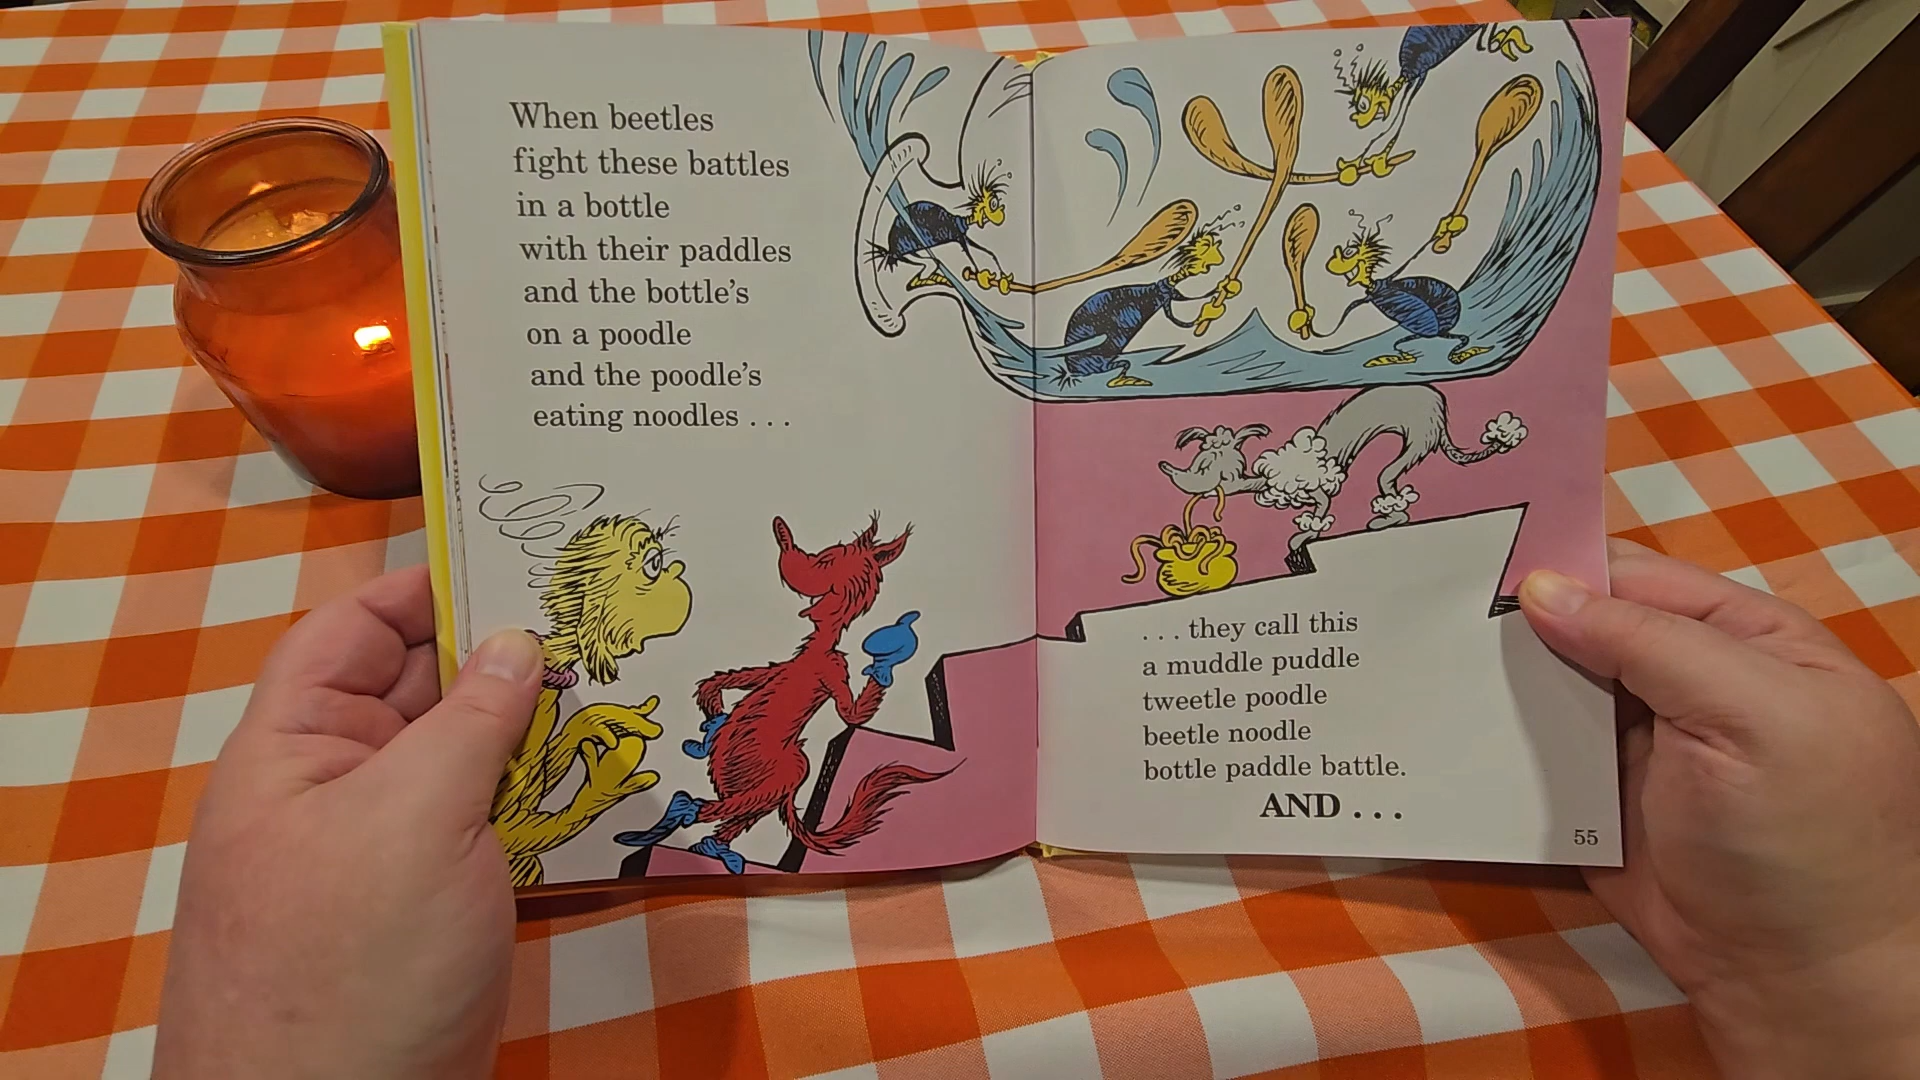 When beetles
fight these battles
in a bottle
with their paddles
and the bottle's
on a poodle
and the poodle's
eating noodles . . .
. . . they call this
a muddle puddle
tweetle poodle
beetle noodle
bottle paddle battle.
AND . . .
55